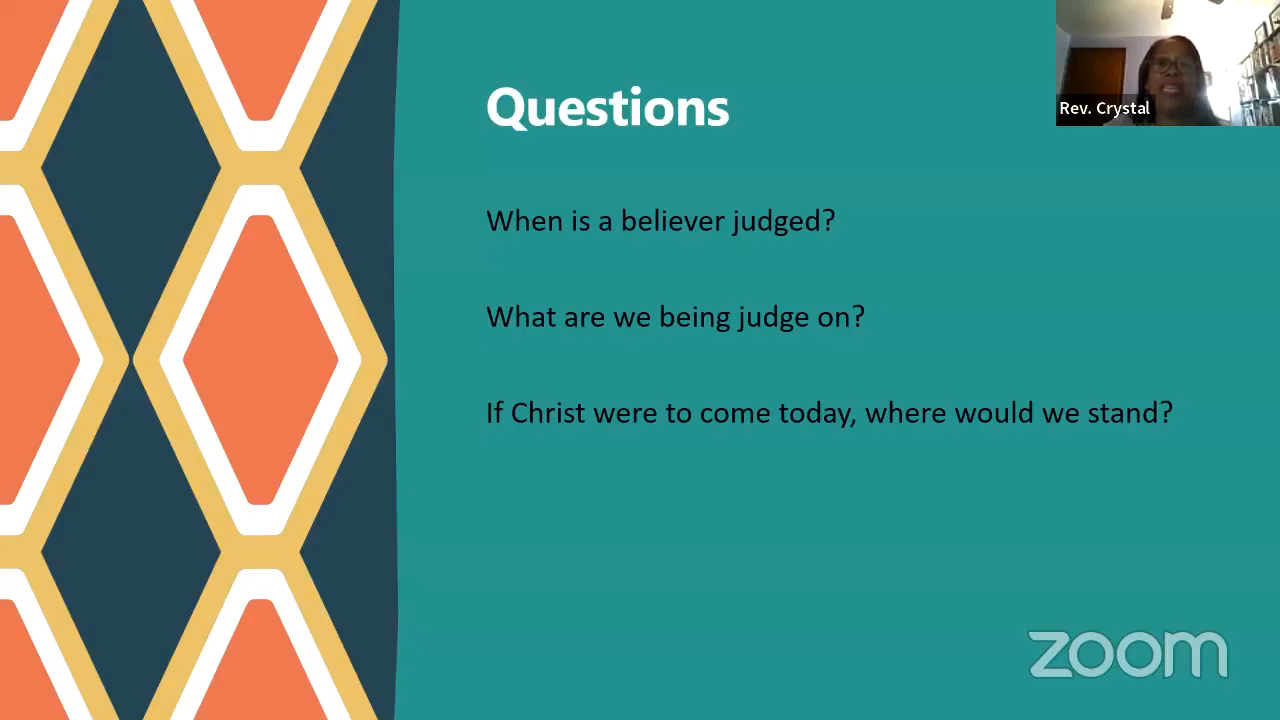 Questions
Rev. Crystal
When is a believer judged?
What are we being judge on?
If Christ were to come today, where would we stand?
zoom